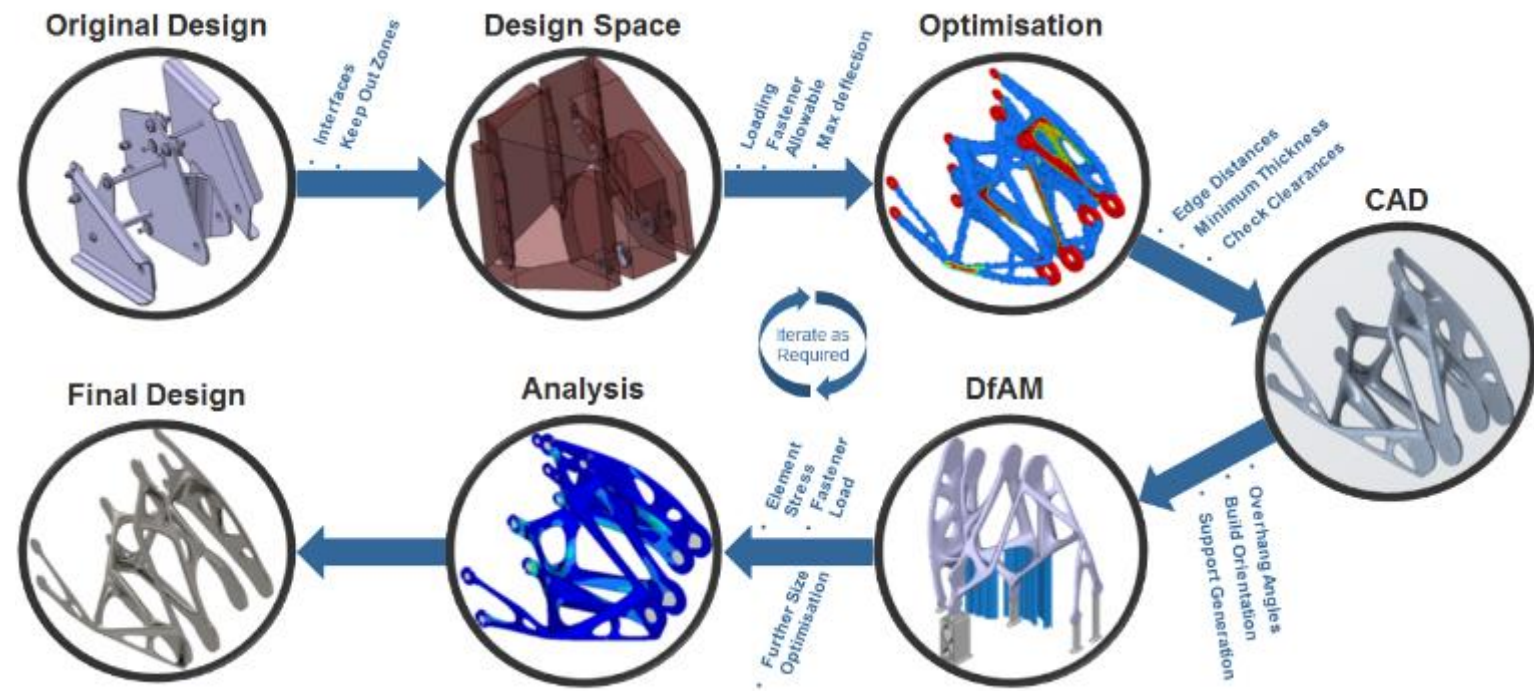 Original Design
Interfaces
Keep Out Zones
Design Space
Loading
Fastener
Allowable
Max deflection
Optimisation
Edge Distances
Minimum Thickness
Check Clearances
CAD
Overhang Angles
Build Orientation
Support Generation
DfAM
Iterate as
Required
Element
Stress
Fastener
Load
Further Size
Optimisation
Analysis
Final Design